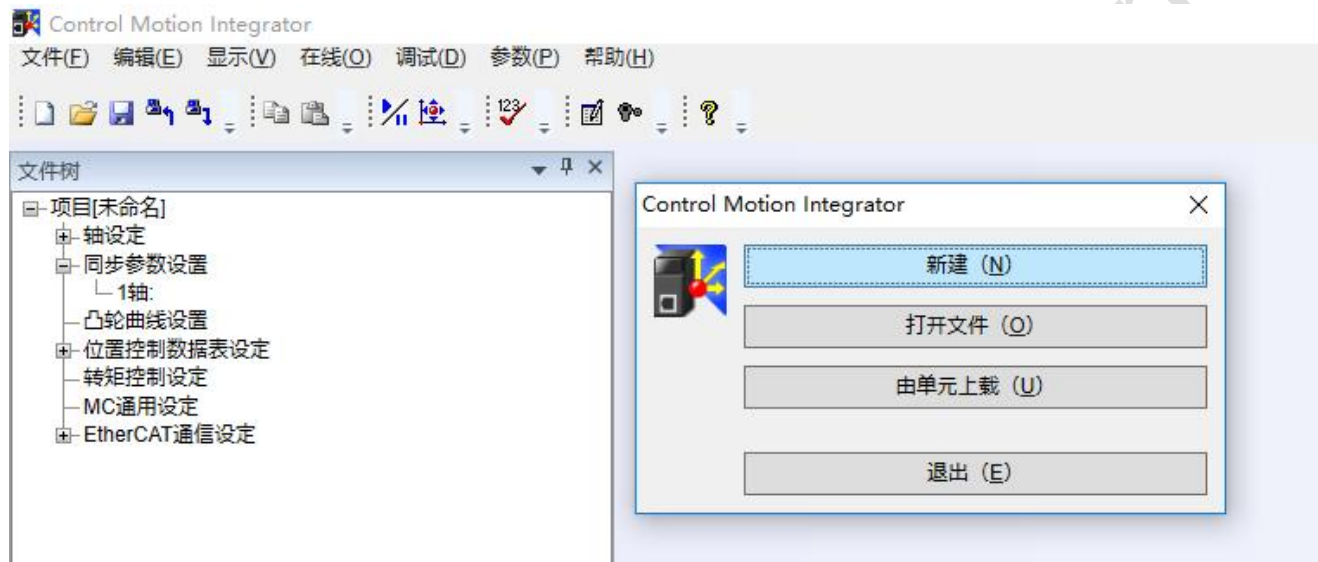 Control Motion Integrator
文件(F) 编辑(E) 显示(V) 在线(O) 调试(D) 参数(P) 帮助(H)
123
文件树
项目[未命名]
轴设定
同步参数设置
1轴:
凸轮曲线设置
位置控制数据表设定
转矩控制设定
MC通用设定
EtherCAT通信设定
Control Motion Integrator
新建（N）
打开文件（O）
由单元上载（U）
退出（E）